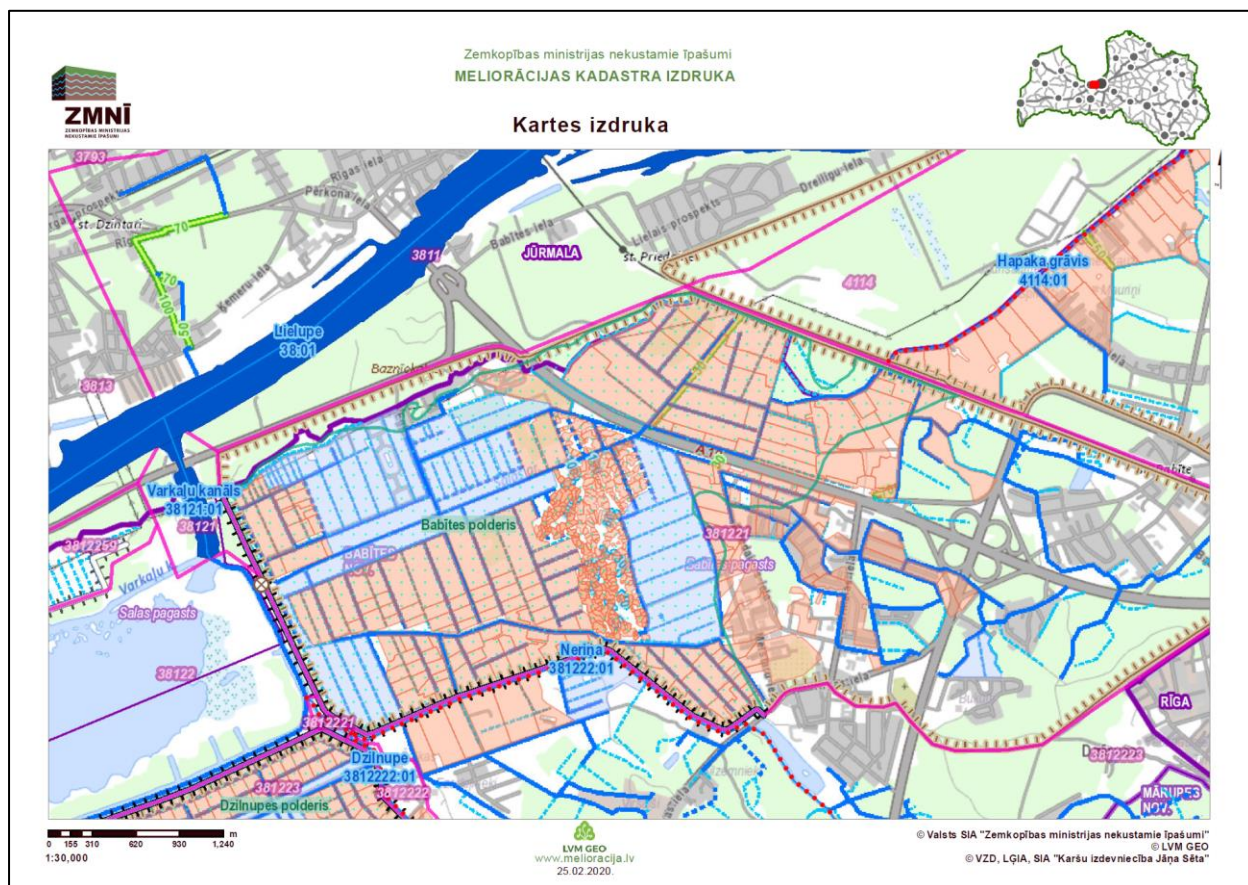 Zemkopības ministrijas nekustamie īpašumi
MELIORĀCIJAS KADASTRA IZDRUKA
ZMNĪ
ZEMKOPĪBAS MINISTRIJAS
NEKUSTAMIE ĪPAŠUMI
Kartes izdruka
3793
Rīgas iela
Pērkona iela
st. Dzintari
70
70
100
50
Ķemeru iela
3811
Babītes iela
JŪRMALA
Lielais prospekts
Dreiliņu iela
4114
Hapaka grāvis
4114:01
Lielupe
38:01
3813
Varkaļu kanāls
38121:01
38121
3812259
Babītes polderis
BABĪTES
NOV.
381221
Babītes pagasts
Babīte
Salas pagasts
38122
Neriņa
381222:01
3812221
Dzilnupe
3812222:01
3812222
381223
Dzilnupes polderis
RĪGA
3812223
MĀRUPES
NOV.
0 155 310 620 930 1,240 m
1:30,000
LVM GEO
www.melioracija.lv
25.02.2020.
© Valsts SIA "Zemkopības ministrijas nekustamie īpašumi"
© LVM GEO
© VZD, LĢIA, SIA "Karšu izdevniecība Jāņa Sēta"